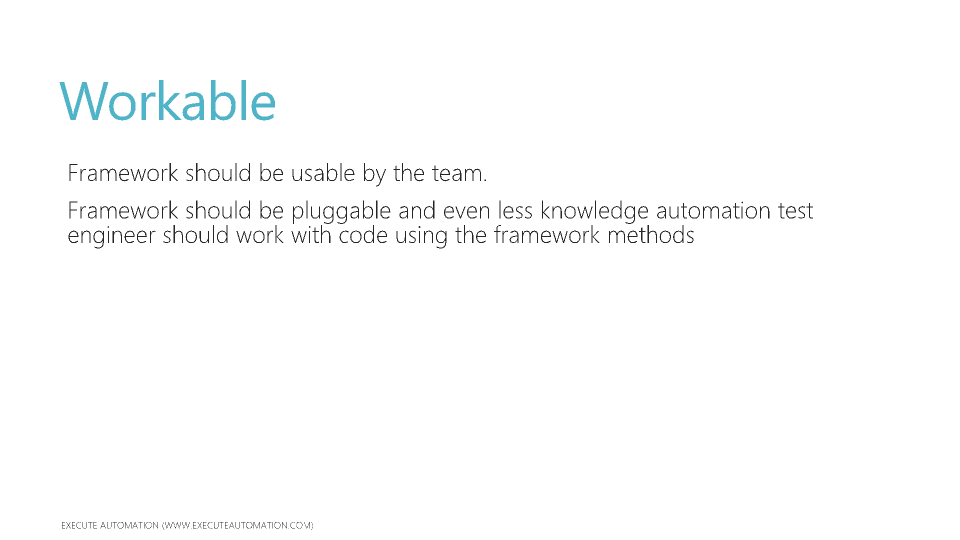 Workable
Framework should be usable by the team.
Framework should be pluggable and even less knowledge automation test
engineer should work with code using the framework methods
EXECUTE AUTOMATION (WWW.EXECUTEAUTOMATION.COM)